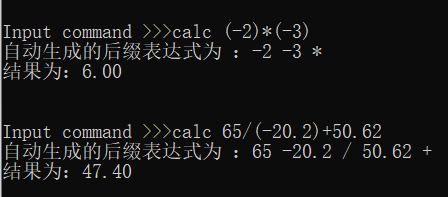 Input command >>>calc (-2)*(-3)
自动生成的后缀表达式为 : -2 -3 *
结果为: 6.00
Input command >>>calc 65/(-20.2)+50.62
自动生成的后缀表达式为 : 65 -20.2 / 50.62 +
结果为: 47.40